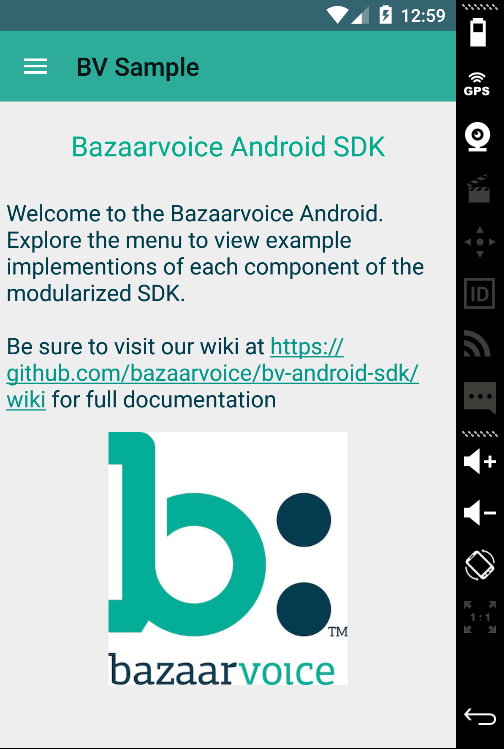 12:59
BV Sample
GPS
Bazaarvoice Android SDK
Welcome to the Bazaarvoice Android.
Explore the menu to view example
implementions of each component of the
modularized SDK.
Be sure to visit our wiki at https://
github.com/bazaarvoice/bv-android-sdk/
wiki for full documentation
ID
b:
TM
bazaarvoice
1:1